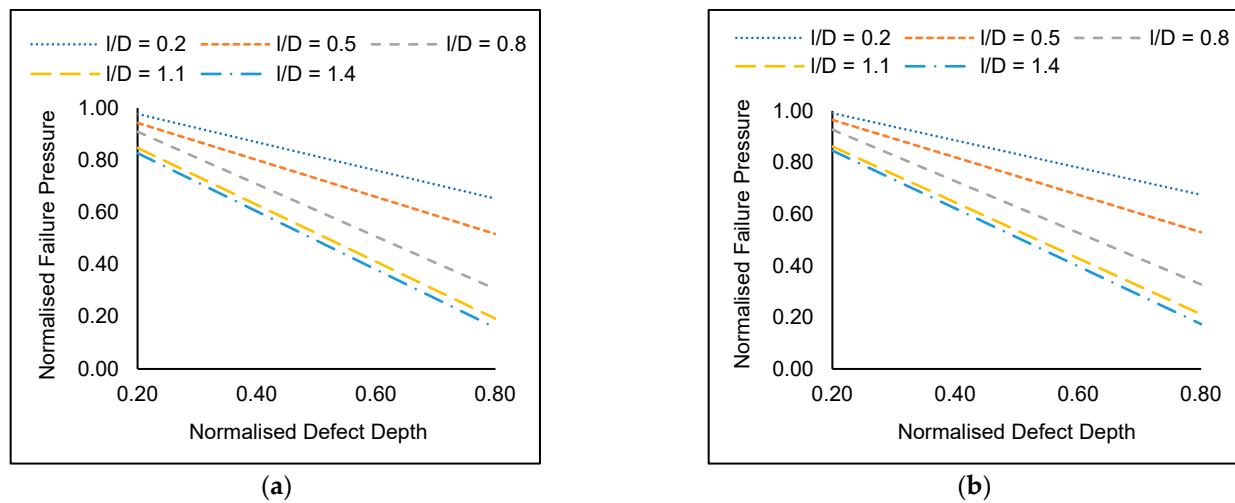 l/D = 0.2 l/D = 0.5 l/D = 0.8
l/D = 1.1 l/D = 1.4
Normalised Failure Pressure
1.00
0.80
0.60
0.40
0.20
0.00
0.20 0.40 0.60 0.80
Normalised Defect Depth
(a)
l/D = 0.2 l/D = 0.5 l/D = 0.8
l/D = 1.1 l/D = 1.4
Normalised Failure Pressure
1.00
0.80
0.60
0.40
0.20
0.00
0.20 0.40 0.60 0.80
Normalised Defect Depth
(b)